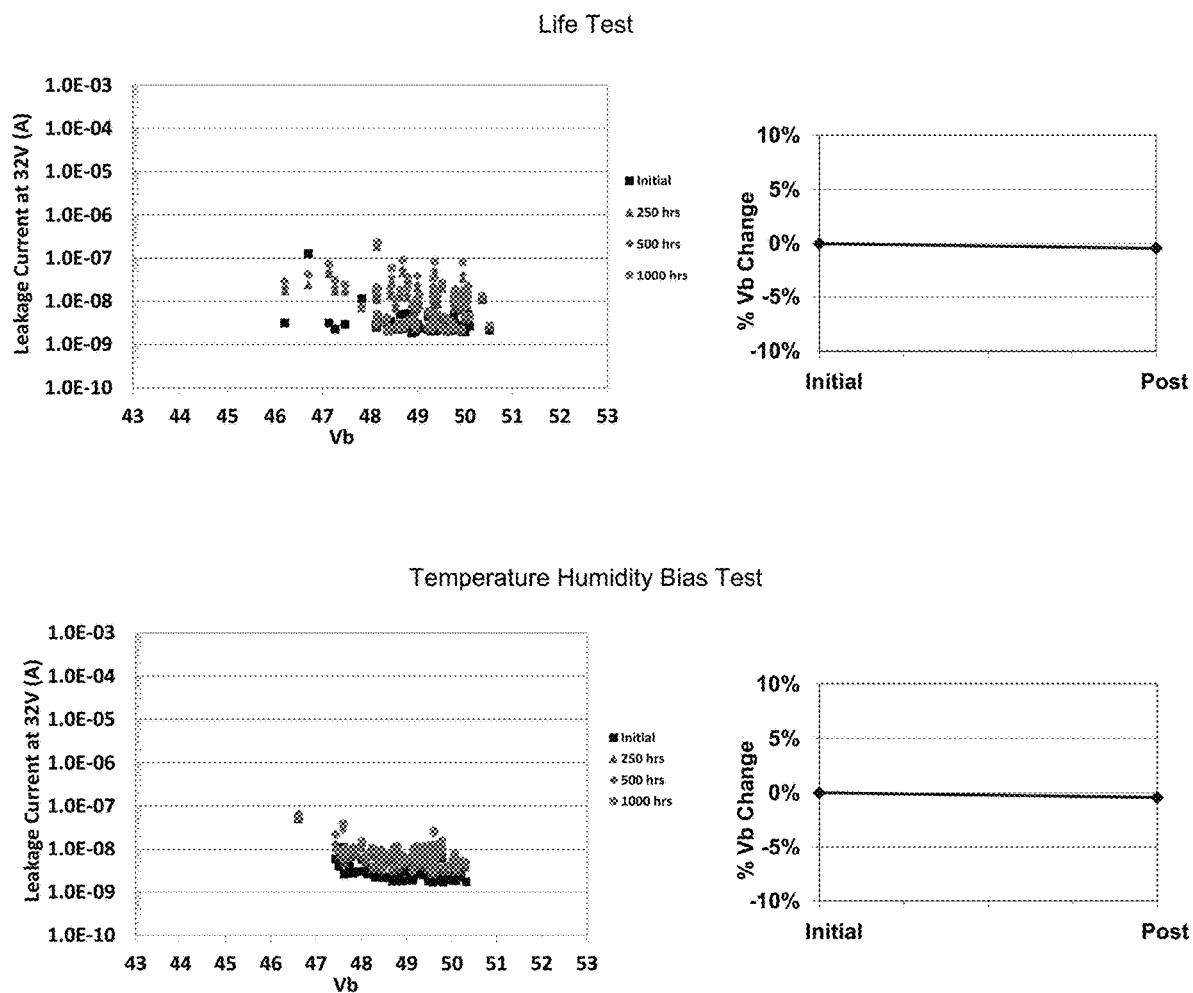 Life Test
Leakage Current at 32V (A)
1.0E-03
1.0E-04
1.0E-05
1.0E-06
1.0E-07
1.0E-08
1.0E-09
1.0E-10
43 44 45 46 47 48 49 50 51 52 53
Vb
Initial
250 hrs
500 hrs
1000 hrs
% Vb Change
10%
5%
0%
-5%
-10%
Initial Post
Temperature Humidity Bias Test
Leakage Current at 32V (A)
1.0E-03
1.0E-04
1.0E-05
1.0E-06
1.0E-07
1.0E-08
1.0E-09
1.0E-10
43 44 45 46 47 48 49 50 51 52 53
Vb
Initial
250 hrs
500 hrs
1000 hrs
% Vb Change
10%
5%
0%
-5%
-10%
Initial Post